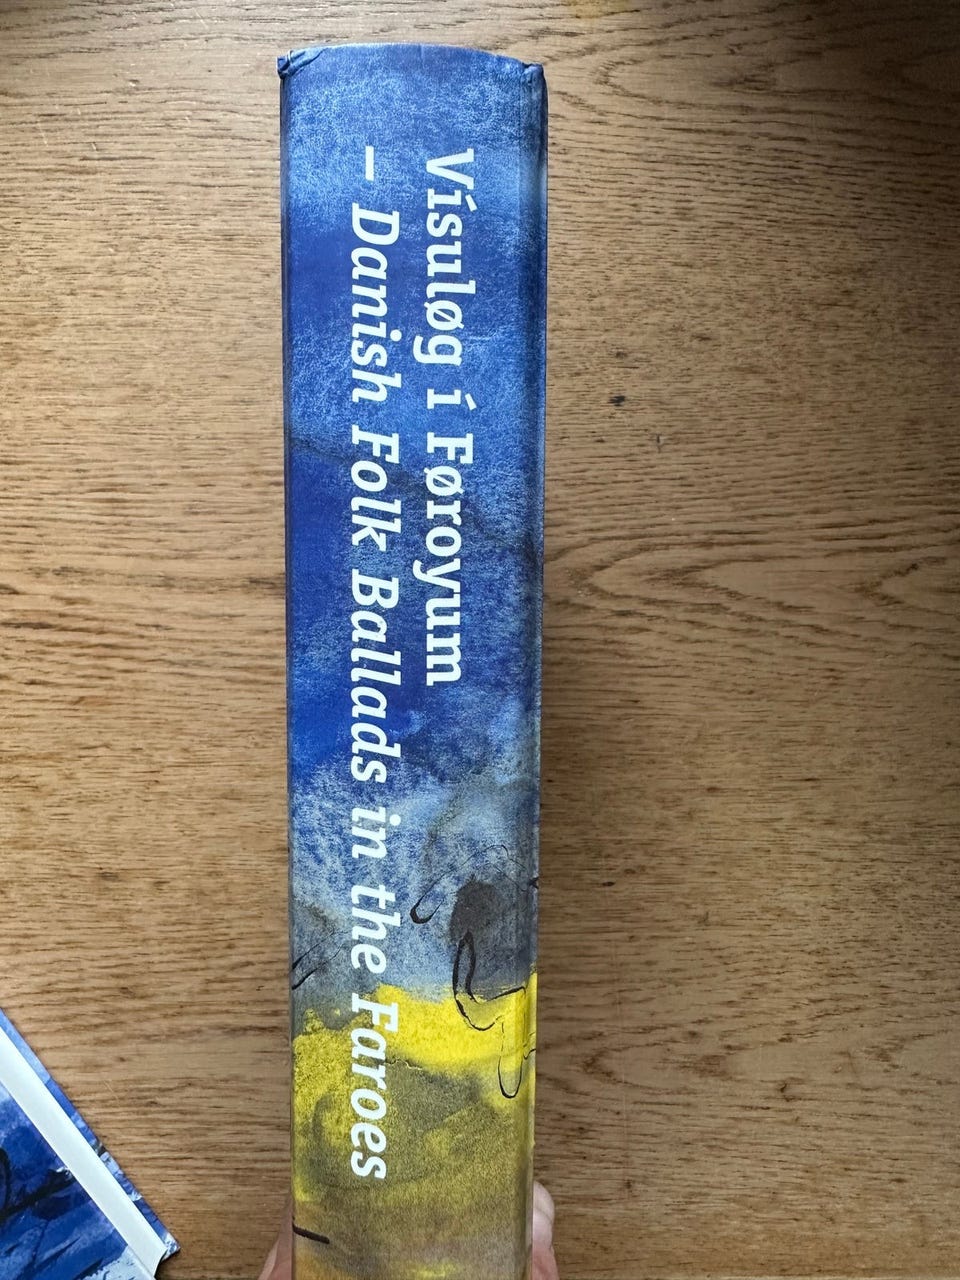 Vísuløg í Føroyum
– Danish Folk Ballads in the Faroes